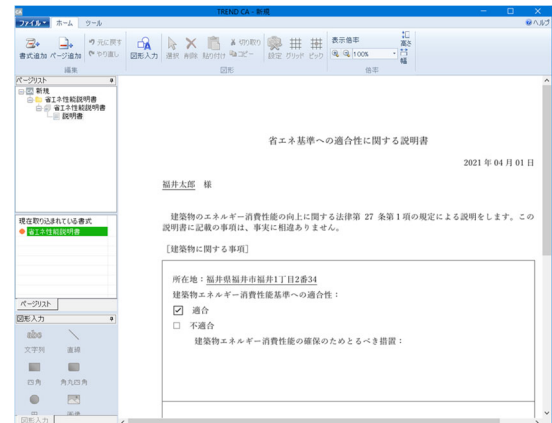 TREND CA - 新規
ファイル ホーム ツール ヘルプ
書式追加 ページ追加 元に戻す やり直し 図形入力 選択 削除 貼り付け 切り取り コピー 設定 グリッド ピック 表示倍率 100% 高さ 幅
編集 図形 倍率
ページリスト
新規
省エネ性能説明書
省エネ性能説明書
説明書
現在取り込まれている書式
省エネ性能説明書
ページリスト
図形入力
abc
文字列 直線
四角 角丸四角
円 画像
図形入力
省エネ基準への適合性に関する説明書
2021 年 04 月 01 日
福井太郎 様
建築物のエネルギー消費性能の向上に関する法律第 27 条第 1 項の規定による説明をします。この
説明書に記載の事項は、事実に相違ありません。
[建築物に関する事項]
所在地：福井県福井市福井1丁目2番34
建築物エネルギー消費性能基準への適合性：
適合
不適合
建築物エネルギー消費性能の確保のためとるべき措置：